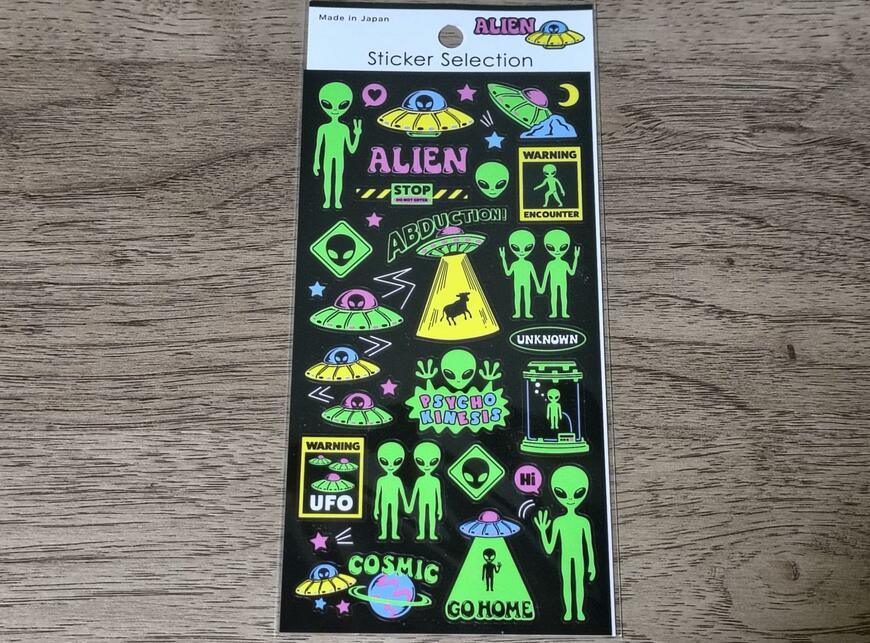 Made in Japan
ALIEN
Sticker Selection
ALIEN
STOP
DO NOT ENTER
WARNING
ENCOUNTER
ABDUCTION!
UNKNOWN
PSYCHO
KINESIS
WARNING
UFO
Hi
COSMIC
GO HOME